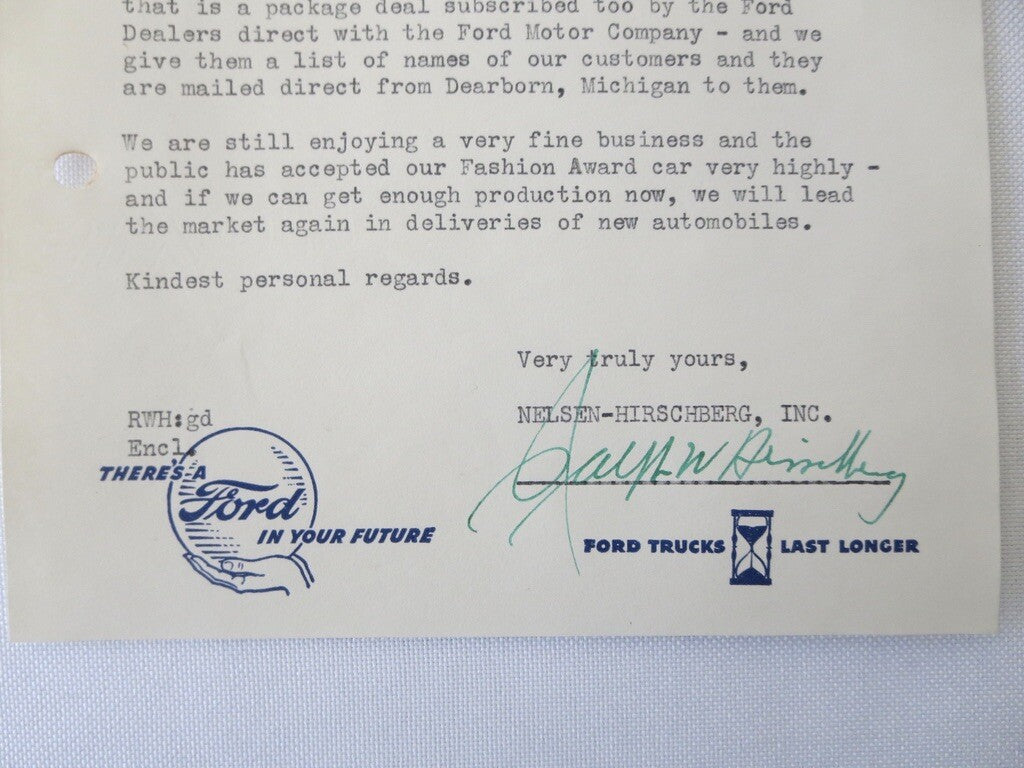 that is a package deal subscribed too by the Ford
Dealers direct with the Ford Motor Company - and we
give them a list of names of our customers and they
are mailed direct from Dearborn, Michigan to them.
We are still enjoying a very fine business and the
public has accepted our Fashion Award car very highly -
and if we can get enough production now, we will lead
the market again in deliveries of new automobiles.
Kindest personal regards.
Very truly yours,
NELSEN-HIRSCHBERG, INC.
Ralph W Hirschberg
RWH:gd
Encl.
THERE'S A
Ford
IN YOUR FUTURE
FORD TRUCKS LAST LONGER